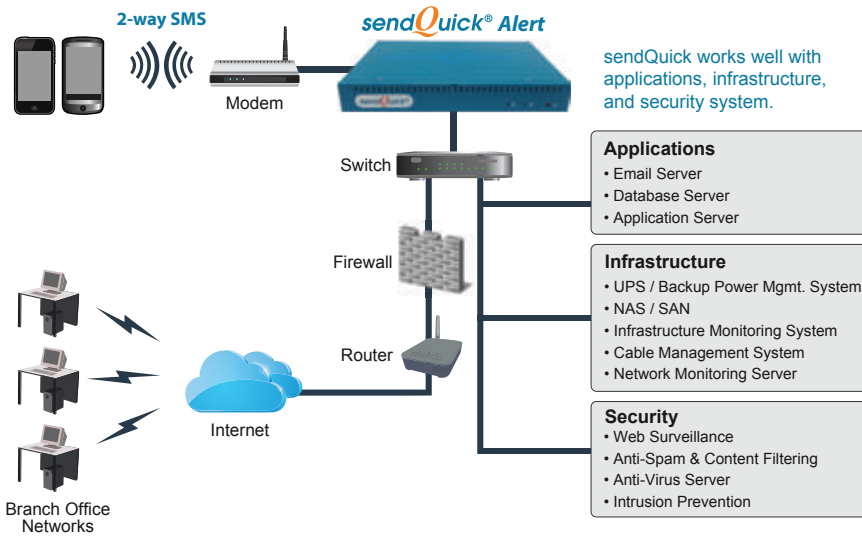 2-way SMS
sendQuick® Alert
sendQuick®
Modem
sendQuick works well with
applications, infrastructure,
and security system.
Switch
Firewall
Router
Internet
Branch Office
Networks
Applications
• Email Server
• Database Server
• Application Server
Infrastructure
• UPS / Backup Power Mgmt. System
• NAS / SAN
• Infrastructure Monitoring System
• Cable Management System
• Network Monitoring Server
Security
• Web Surveillance
• Anti-Spam & Content Filtering
• Anti-Virus Server
• Intrusion Prevention